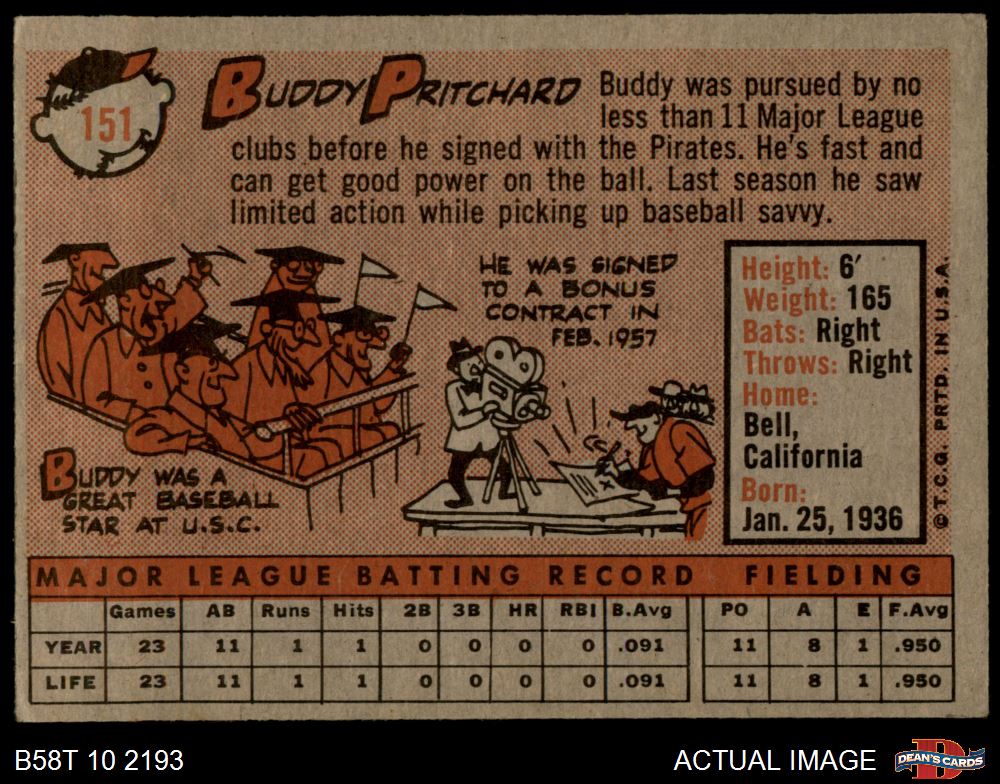 151
BUDDY PRITCHARD
Buddy was pursued by no
less than 11 Major League
clubs before he signed with the Pirates. He's fast and
can get good power on the ball. Last season he saw
limited action while picking up baseball savvy.
HE WAS SIGNED
TO A BONUS
CONTRACT IN
FEB. 1957
BUDDY WAS A
GREAT BASEBALL
STAR AT U.S.C.
X
Height: 6'
Weight: 165
Bats: Right
Throws: Right
Home:
Bell,
California
Born:
Jan. 25, 1936
© T.C.G. PRTD. IN U.S.A.
MAJOR LEAGUE BATTING RECORD FIELDING
Games AB Runs Hits 2B 3B HR RBI B.Avg PO A E F.Avg
YEAR 23 11 1 1 0 0 0 0 .091 11 8 1 .950
LIFE 23 11 1 1 0 0 0 0 .091 11 8 1 .950
B58T 10 2193 ACTUAL IMAGE DEAN'S CARDS